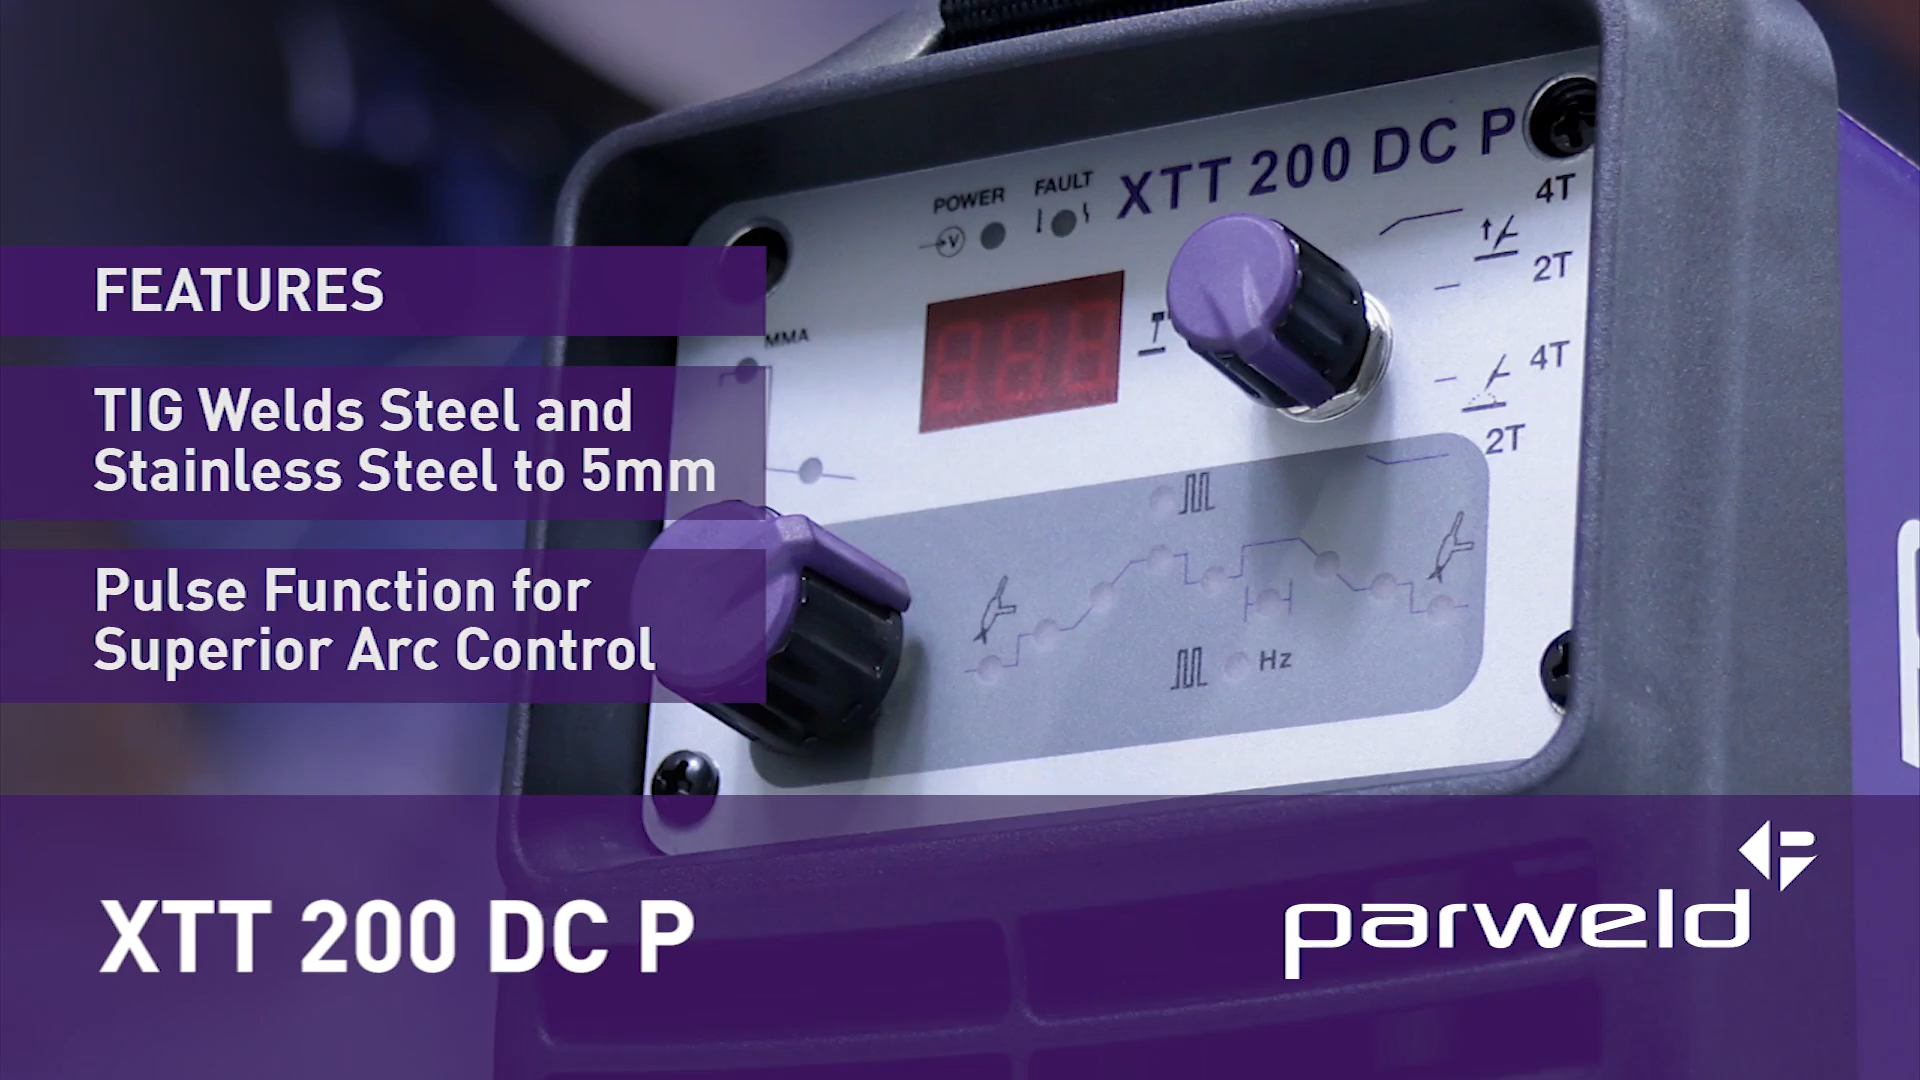 XTT 200 DC P
POWER
FAULT
V
4T
2T
4T
2T
MMA
Hz
FEATURES
TIG Welds Steel and
Stainless Steel to 5mm
Pulse Function for
Superior Arc Control
XTT 200 DC P
parweld